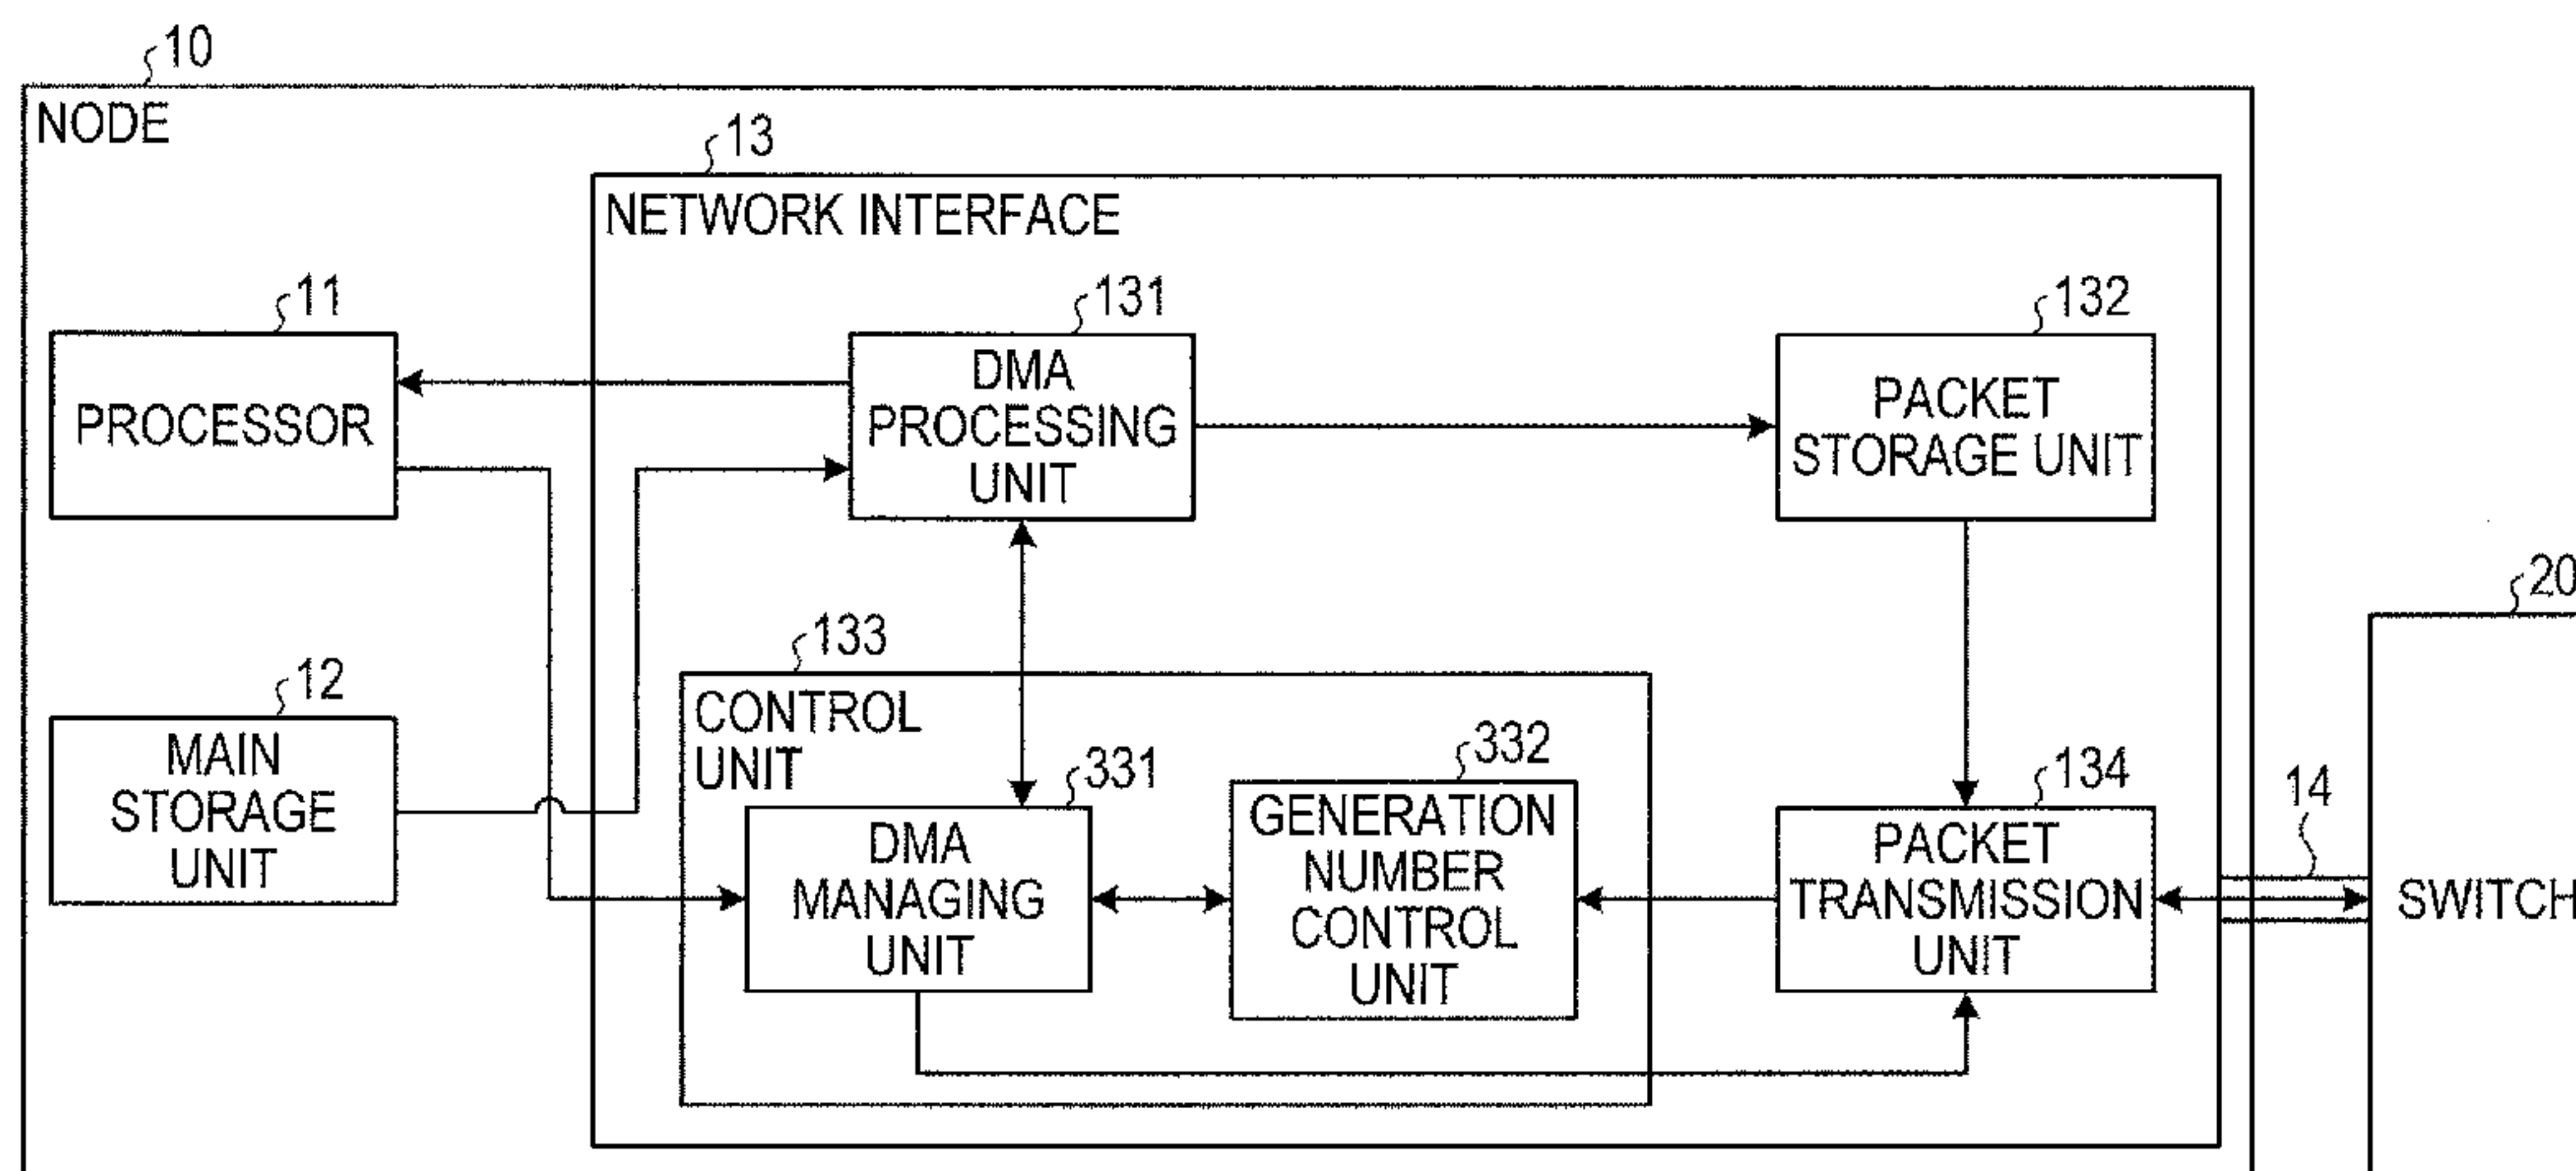 10
NODE
13
NETWORK INTERFACE
11
PROCESSOR
131
DMA
PROCESSING
UNIT
132
PACKET
STORAGE UNIT
12
MAIN
STORAGE
UNIT
133
CONTROL
UNIT
331
DMA
MANAGING
UNIT
332
GENERATION
NUMBER
CONTROL
UNIT
134
PACKET
TRANSMISSION
UNIT
14
20
SWITCH